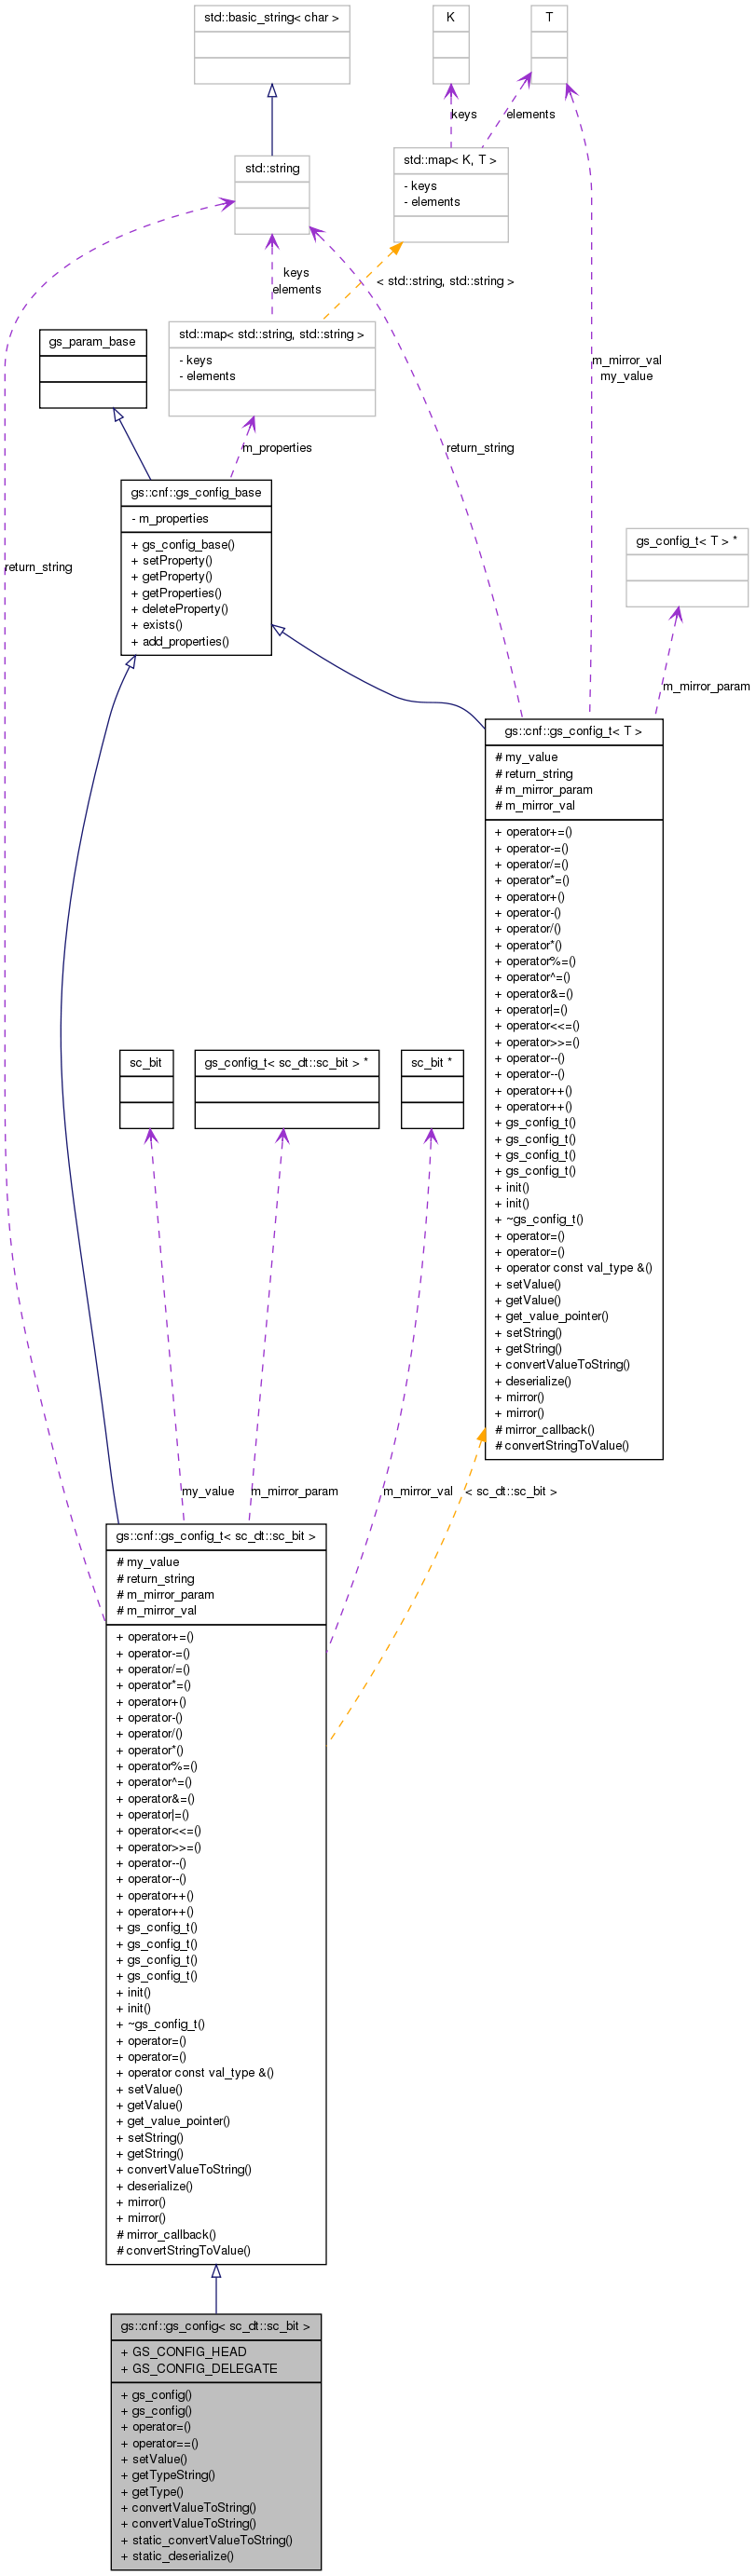 std::basic_string< char >
K
T
keys
elements
std::string
std::map< K, T >
- keys
- elements
keys
elements
< std::string, std::string >
gs_param_base
std::map< std::string, std::string >
- keys
- elements
m_mirror_val
my_value
m_properties
return_string
gs::cnf::gs_config_base
- m_properties
+ gs_config_base()
+ setProperty()
+ getProperty()
+ getProperties()
+ deleteProperty()
+ exists()
+ add_properties()
gs_config_t< T > *
return_string
m_mirror_param
gs::cnf::gs_config_t< T >
# my_value
# return_string
# m_mirror_param
# m_mirror_val
+ operator+=()
+ operator-=()
+ operator/=()
+ operator*=()
+ operator+()
+ operator-()
+ operator/()
+ operator*()
+ operator%=()
+ operator^=()
+ operator&=()
+ operator|=()
+ operator<<=()
+ operator>>=()
+ operator--()
+ operator--()
+ operator++()
+ operator++()
+ gs_config_t()
+ gs_config_t()
+ gs_config_t()
+ gs_config_t()
+ init()
+ init()
+ ~gs_config_t()
+ operator=()
+ operator=()
+ operator const val_type &()
+ setValue()
+ getValue()
+ get_value_pointer()
+ setString()
+ getString()
+ convertValueToString()
+ deserialize()
+ mirror()
+ mirror()
# mirror_callback()
# convertStringToValue()
sc_bit
gs_config_t< sc_dt::sc_bit > *
sc_bit *
my_value
m_mirror_param
m_mirror_val
< sc_dt::sc_bit >
gs::cnf::gs_config_t< sc_dt::sc_bit >
# my_value
# return_string
# m_mirror_param
# m_mirror_val
+ operator+=()
+ operator-=()
+ operator/=()
+ operator*=()
+ operator+()
+ operator-()
+ operator/()
+ operator*()
+ operator%=()
+ operator^=()
+ operator&=()
+ operator|=()
+ operator<<=()
+ operator>>=()
+ operator--()
+ operator--()
+ operator++()
+ operator++()
+ gs_config_t()
+ gs_config_t()
+ gs_config_t()
+ gs_config_t()
+ init()
+ init()
+ ~gs_config_t()
+ operator=()
+ operator=()
+ operator const val_type &()
+ setValue()
+ getValue()
+ get_value_pointer()
+ setString()
+ getString()
+ convertValueToString()
+ deserialize()
+ mirror()
+ mirror()
# mirror_callback()
# convertStringToValue()
gs::cnf::gs_config< sc_dt::sc_bit >
+ GS_CONFIG_HEAD
+ GS_CONFIG_DELEGATE
+ gs_config()
+ gs_config()
+ operator=()
+ operator==()
+ setValue()
+ getTypeString()
+ getType()
+ convertValueToString()
+ convertValueToString()
+ static_convertValueToString()
+ static_deserialize()